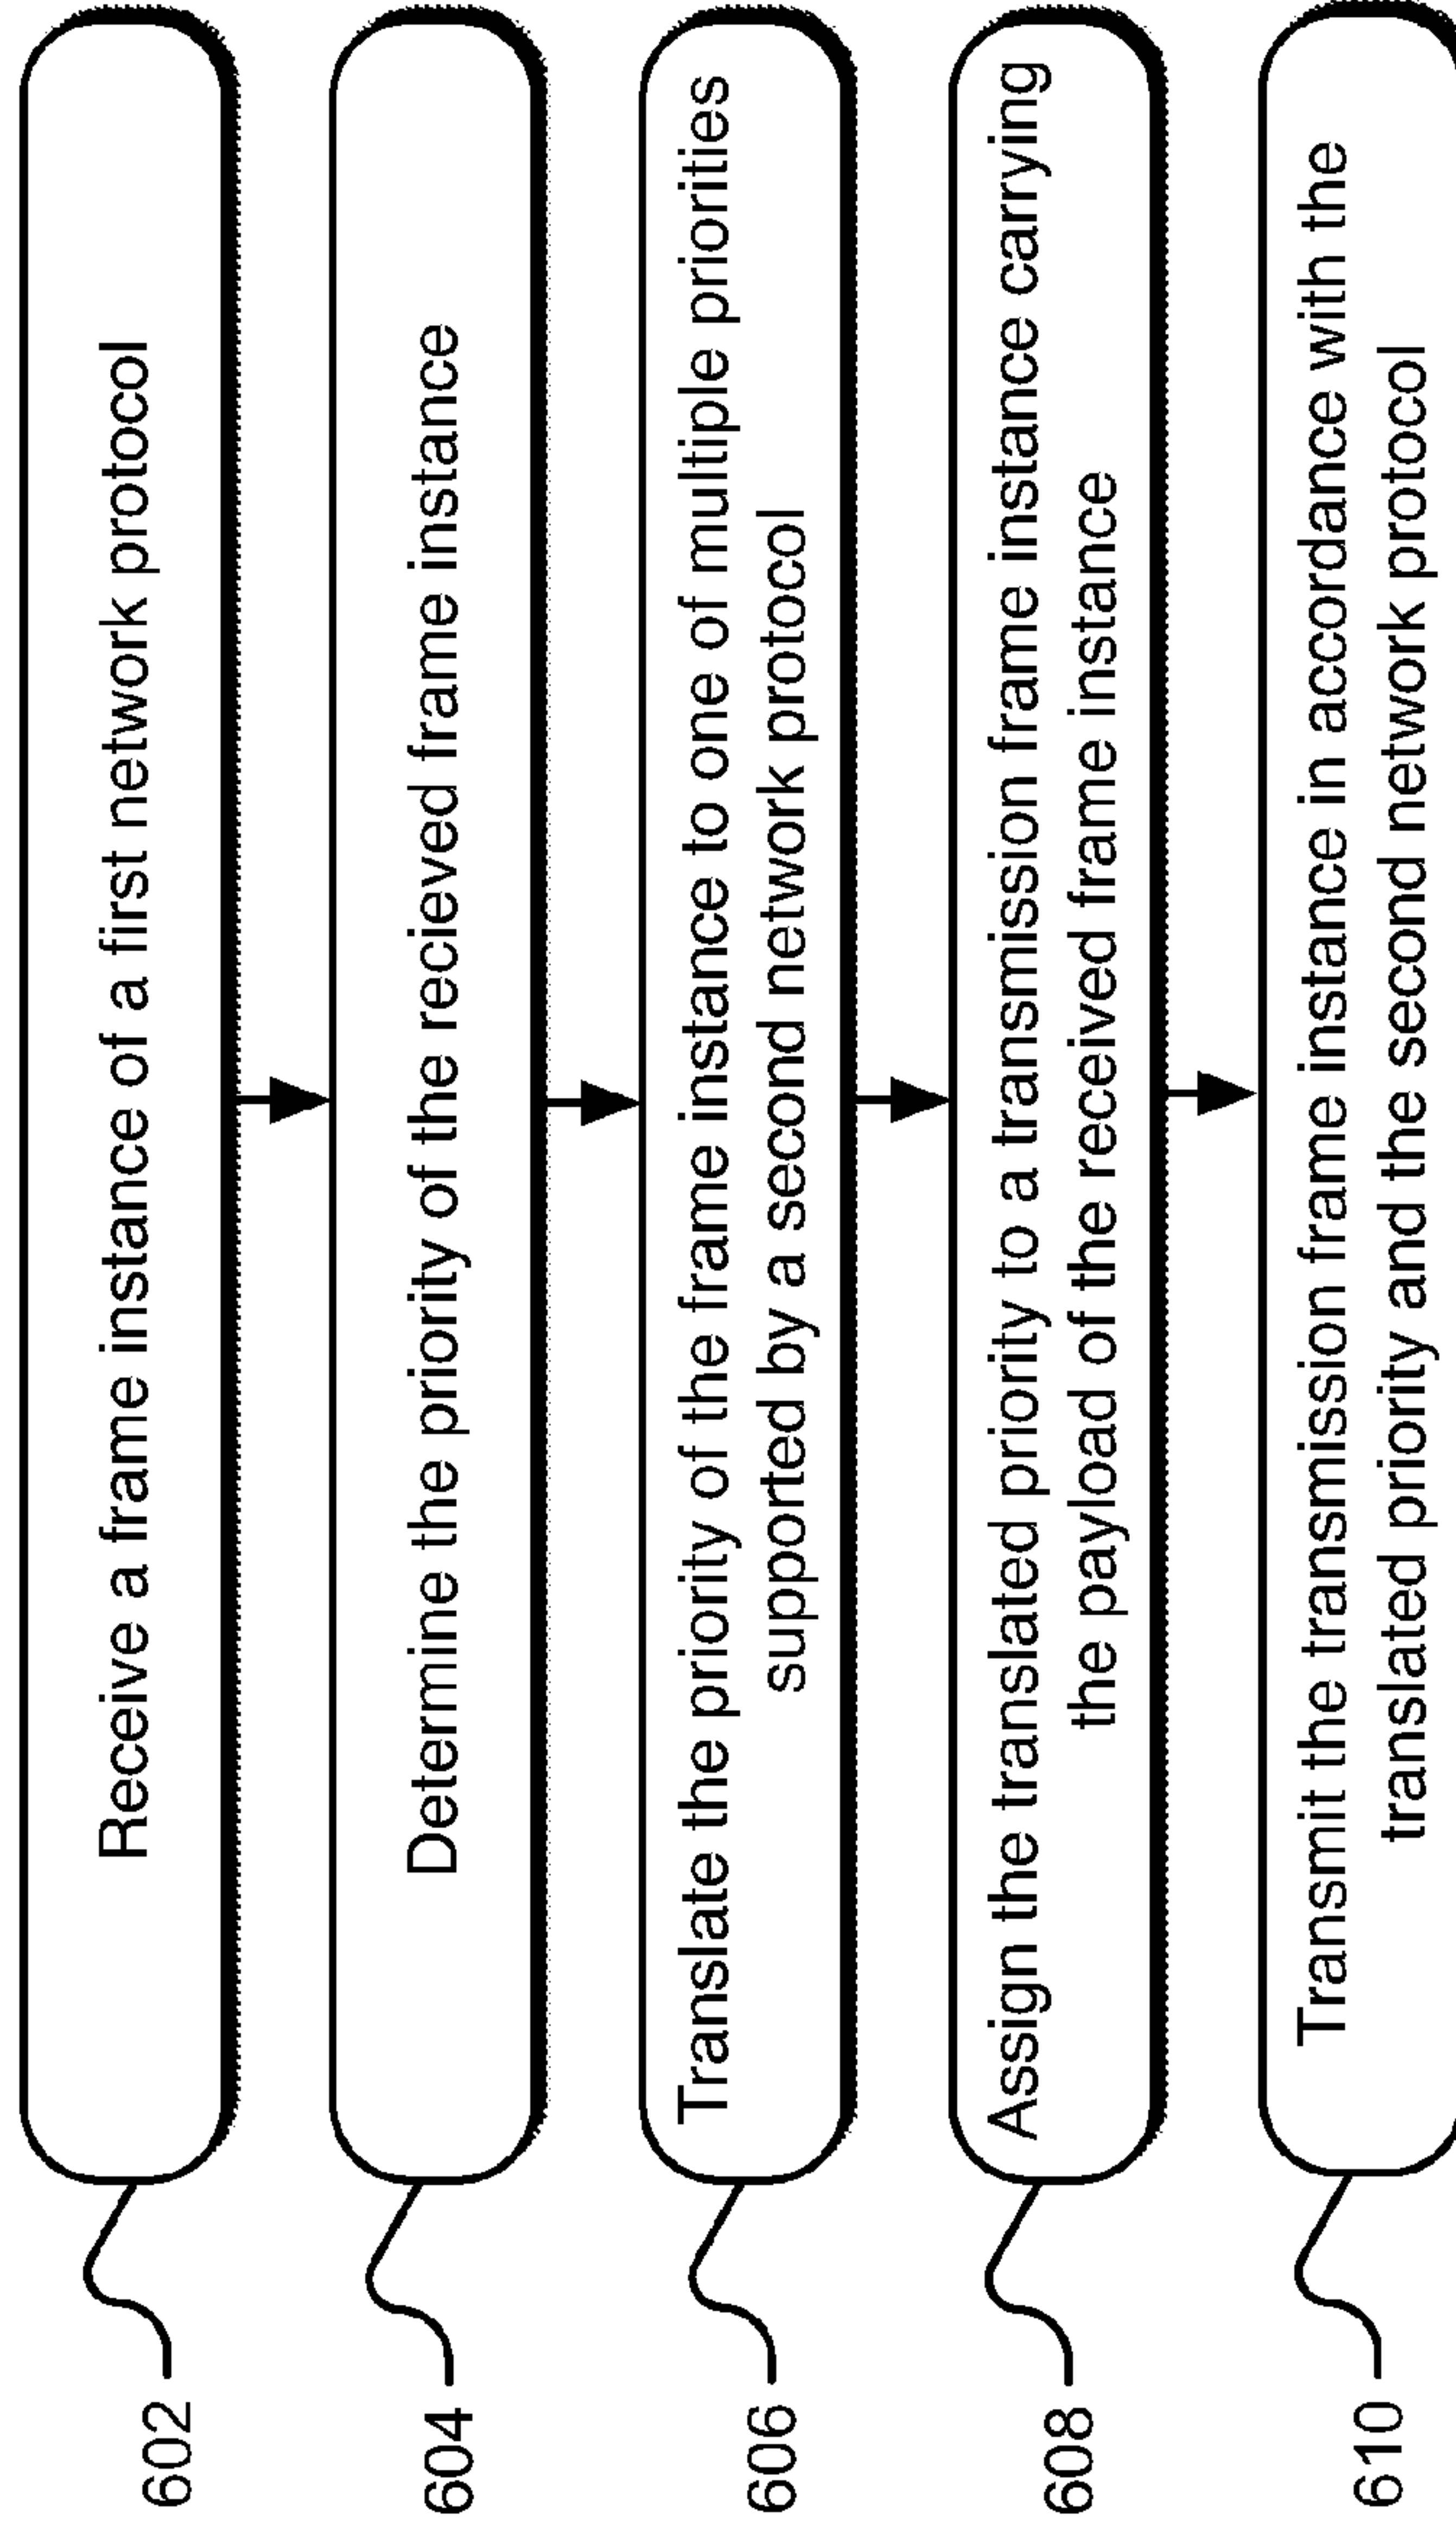 602
Receive a frame instance of a first network protocol
604
Determine the priority of the recieved frame instance
606
Translate the priority of the frame instance to one of multiple priorities
supported by a second network protocol
608
Assign the translated priority to a transmission frame instance carrying
the payload of the received frame instance
610
Transmit the transmission frame instance in accordance with the
translated priority and the second network protocol